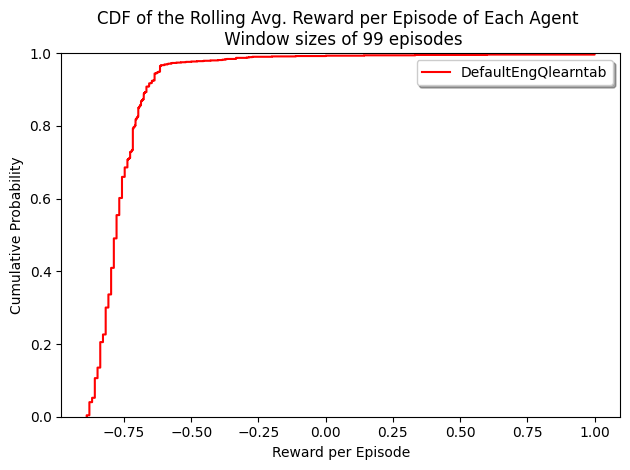 CDF of the Rolling Avg. Reward per Episode of Each Agent
Window sizes of 99 episodes
DefaultEngQlearntab
Cumulative Probability
1.0
0.8
0.6
0.4
0.2
0.0
−0.75
−0.50
−0.25
0.00
0.25
0.50
0.75
1.00
Reward per Episode